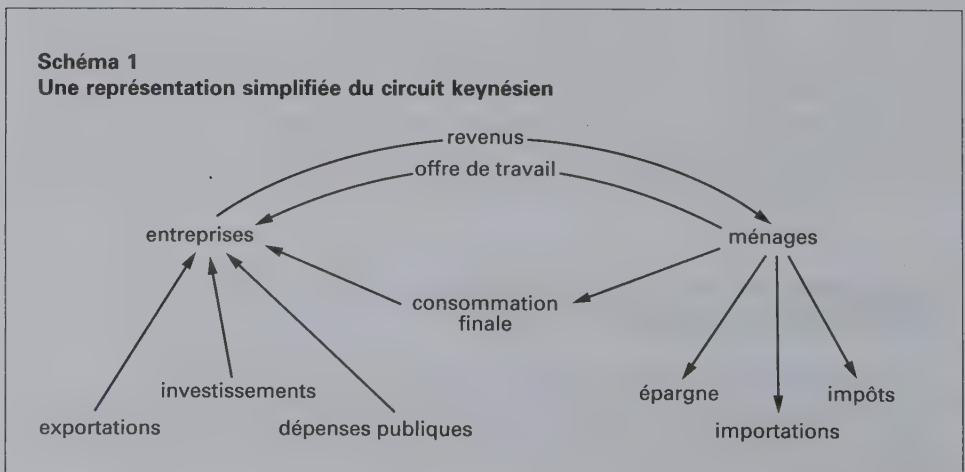 Schéma 1
Une représentation simplifiée du circuit keynésien
revenus
offre de travail
entreprises
ménages
consommation
finale
investissements
exportations
dépenses publiques
épargne
impôts
importations